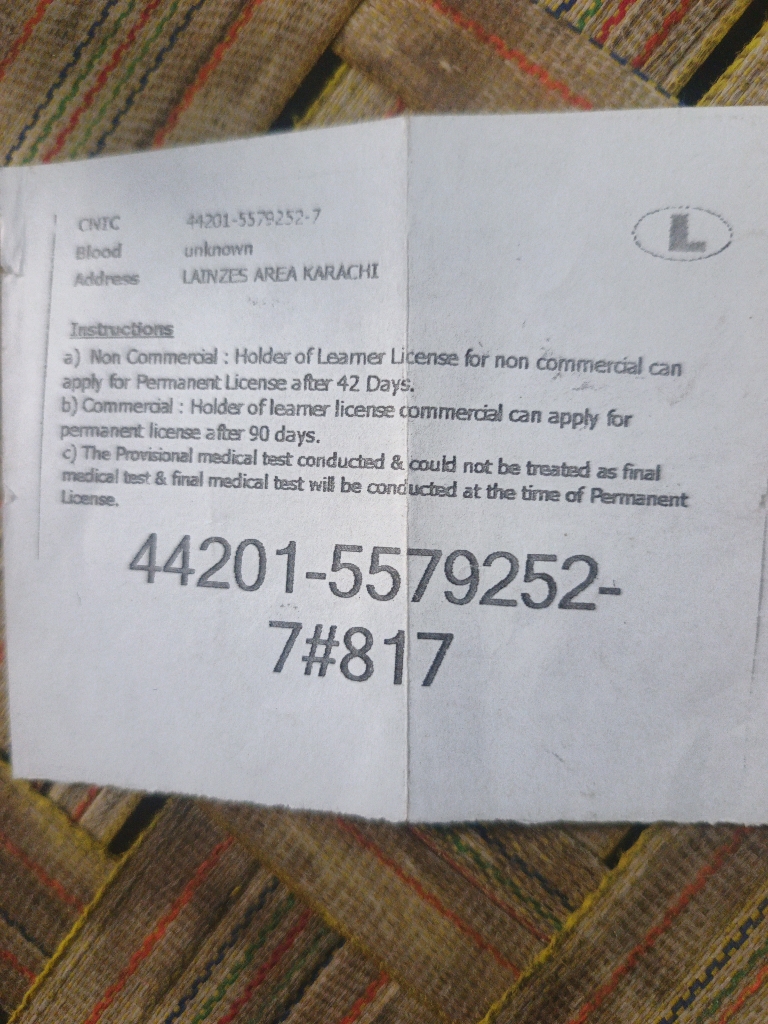 CNIC 44201-5579252-7
Blood unknown
Address LAINZES AREA KARACHI
L
Instructions
a) Non Commercial : Holder of Learner License for non commercial can
apply for Permanent License after 42 Days.
b) Commercial : Holder of learner license commercial can apply for
permanent license after 90 days.
c) The Provisional medical test conducted & could not be treated as final
medical test & final medical test will be conducted at the time of Permanent
License.
44201-5579252-
7#817